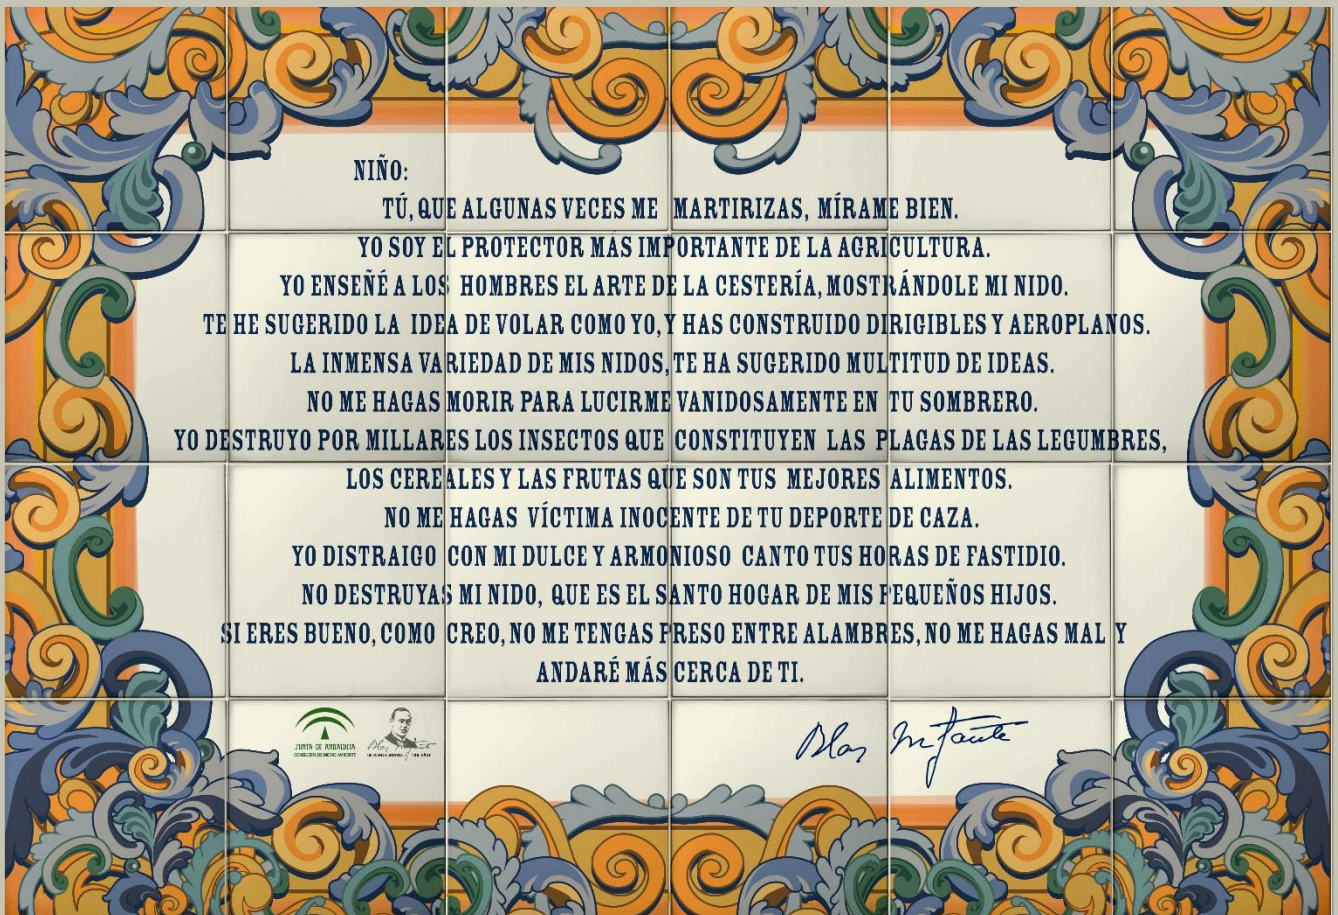 NIÑO:
TÚ, QUE ALGUNAS VECES ME MARTIRIZAS, MÍRAME BIEN.
YO SOY EL PROTECTOR MÁS IMPORTANTE DE LA AGRICULTURA.
YO ENSEÑÉ A LOS HOMBRES EL ARTE DE LA CESTERÍA, MOSTRÁNDOLE MI NIDO.
TE HE SUGERIDO LA IDEA DE VOLAR COMO YO, Y HAS CONSTRUIDO DIRIGIBLES Y AEROPLANOS.
LA INMENSA VARIEDAD DE MIS NIDOS, TE HA SUGERIDO MULTITUD DE IDEAS.
NO ME HAGAS MORIR PARA LUCIRME VANIDOSAMENTE EN TU SOMBRERO.
YO DESTRUYO POR MILLARES LOS INSECTOS QUE CONSTITUYEN LAS PLAGAS DE LAS LEGUMBRES,
LOS CEREALES Y LAS FRUTAS QUE SON TUS MEJORES ALIMENTOS.
NO ME HAGAS VÍCTIMA INOCENTE DE TU DEPORTE DE CAZA.
YO DISTRAIGO CON MI DULCE Y ARMONIOSO CANTO TUS HORAS DE FASTIDIO.
NO DESTRUYAS MI NIDO, QUE ES EL SANTO HOGAR DE MIS PEQUEÑOS HIJOS.
SI ERES BUENO, COMO CREO, NO ME TENGAS PRESO ENTRE ALAMBRES, NO ME HAGAS MAL Y
ANDARÉ MÁS CERCA DE TI.
JUNTA DE ANDALUCIA
CONSEJERÍA DE MEDIO AMBIENTE
Blas Infante
Blas Infante